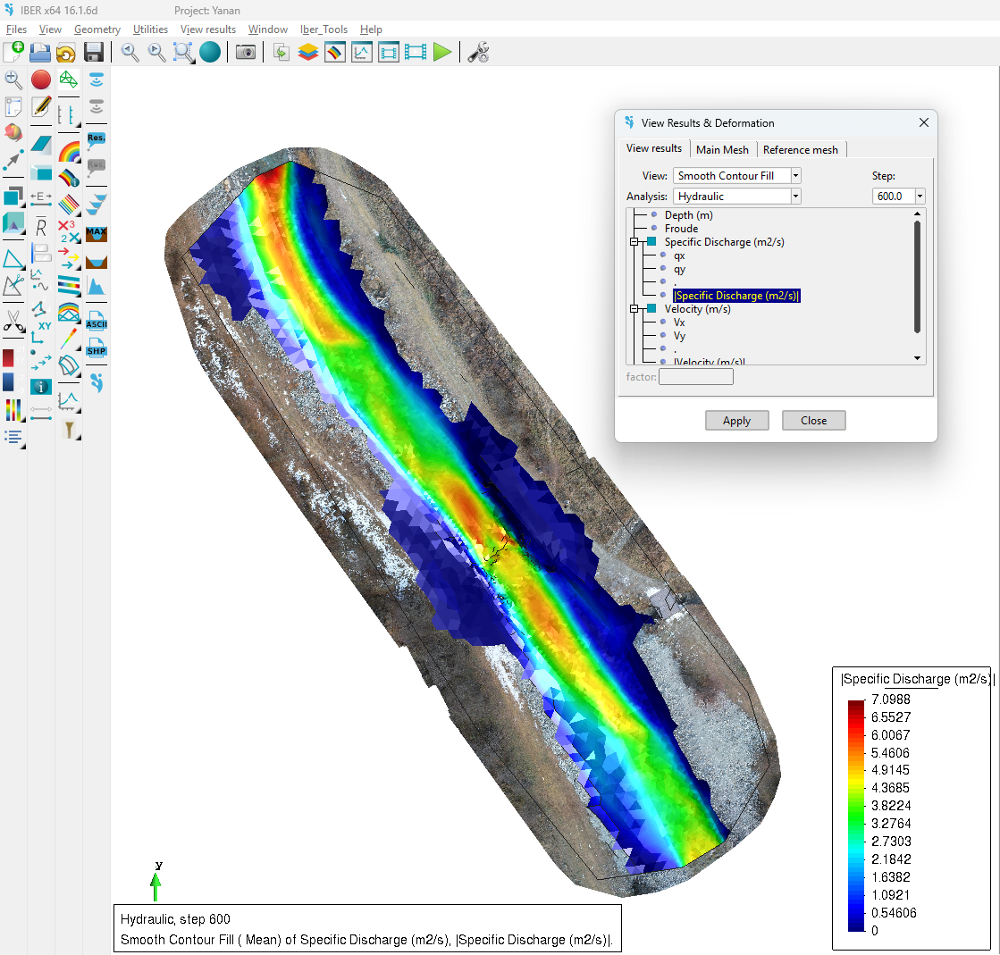 IBER x64 16.1.6d Project: Yanan
Files View Geometry Utilities View results Window Iber_Tools Help
Res.
Res.
E
R
×3
2×
MAX
XY
ASCII
SHP
i
View Results & Deformation
View results Main Mesh Reference mesh
View: Smooth Contour Fill Step:
Analysis: Hydraulic 600.0
Depth (m)
Froude
Specific Discharge (m2/s)
qx
qy
.
|Specific Discharge (m2/s)|
Velocity (m/s)
Vx
Vy
.
|Velocity (m/s)|
factor:
Apply Close
|Specific Discharge (m2/s)|
7.0988
6.5527
6.0067
5.4606
4.9145
4.3685
3.8224
3.2764
2.7303
2.1842
1.6382
1.0921
0.54606
0
y
Hydraulic, step 600
Smooth Contour Fill ( Mean) of Specific Discharge (m2/s), |Specific Discharge (m2/s)|.